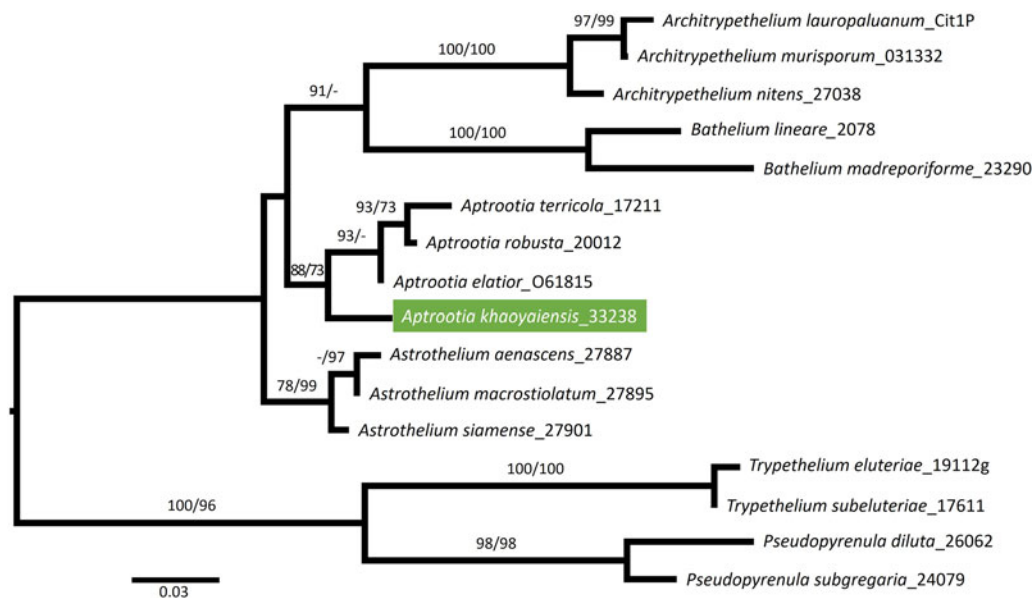 97/99
Architrypethelium lauropaluanum_Cit1P
100/100
Architrypethelium murisporum_031332
91/-
Architrypethelium nitens_27038
100/100
Bathelium lineare_2078
Bathelium madreporiforme_23290
93/73
Aptrootia terricola_17211
93/-
Aptrootia robusta_20012
88/73
Aptrootia elatior_O61815
Aptrootia khaoyaiensis_33238
-/97
Astrothelium aenascens_27887
78/99
Astrothelium macrostiolatum_27895
Astrothelium siamense_27901
100/100
Trypethelium eluteriae_19112g
100/96
Trypethelium subeluteriae_17611
98/98
Pseudopyrenula diluta_26062
Pseudopyrenula subgregaria_24079
0.03